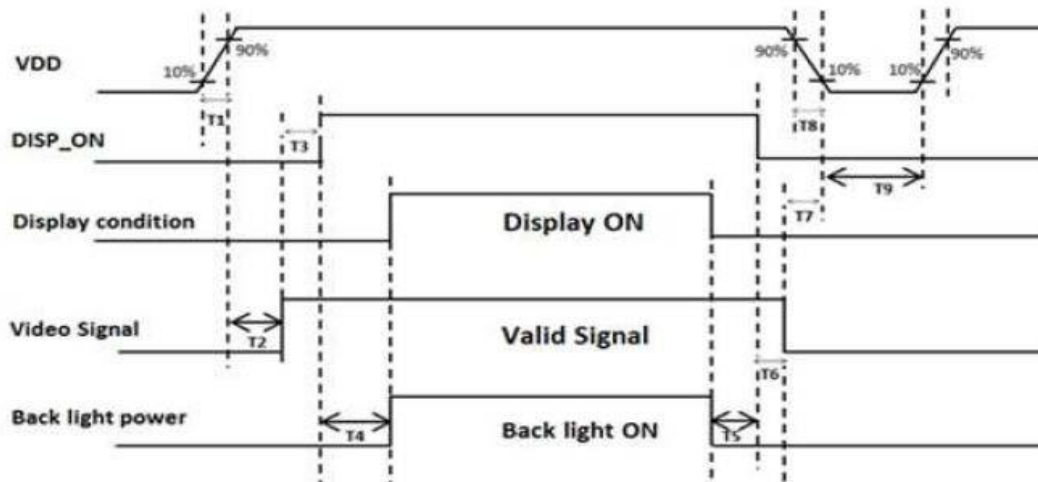 VDD
10%
90%
90%
10%
10%
90%
T1
T8
DISP_ON
T3
T9
T7
Display condition
Display ON
Video Signal
T2
Valid Signal
T6
Back light power
T4
Back light ON
T5